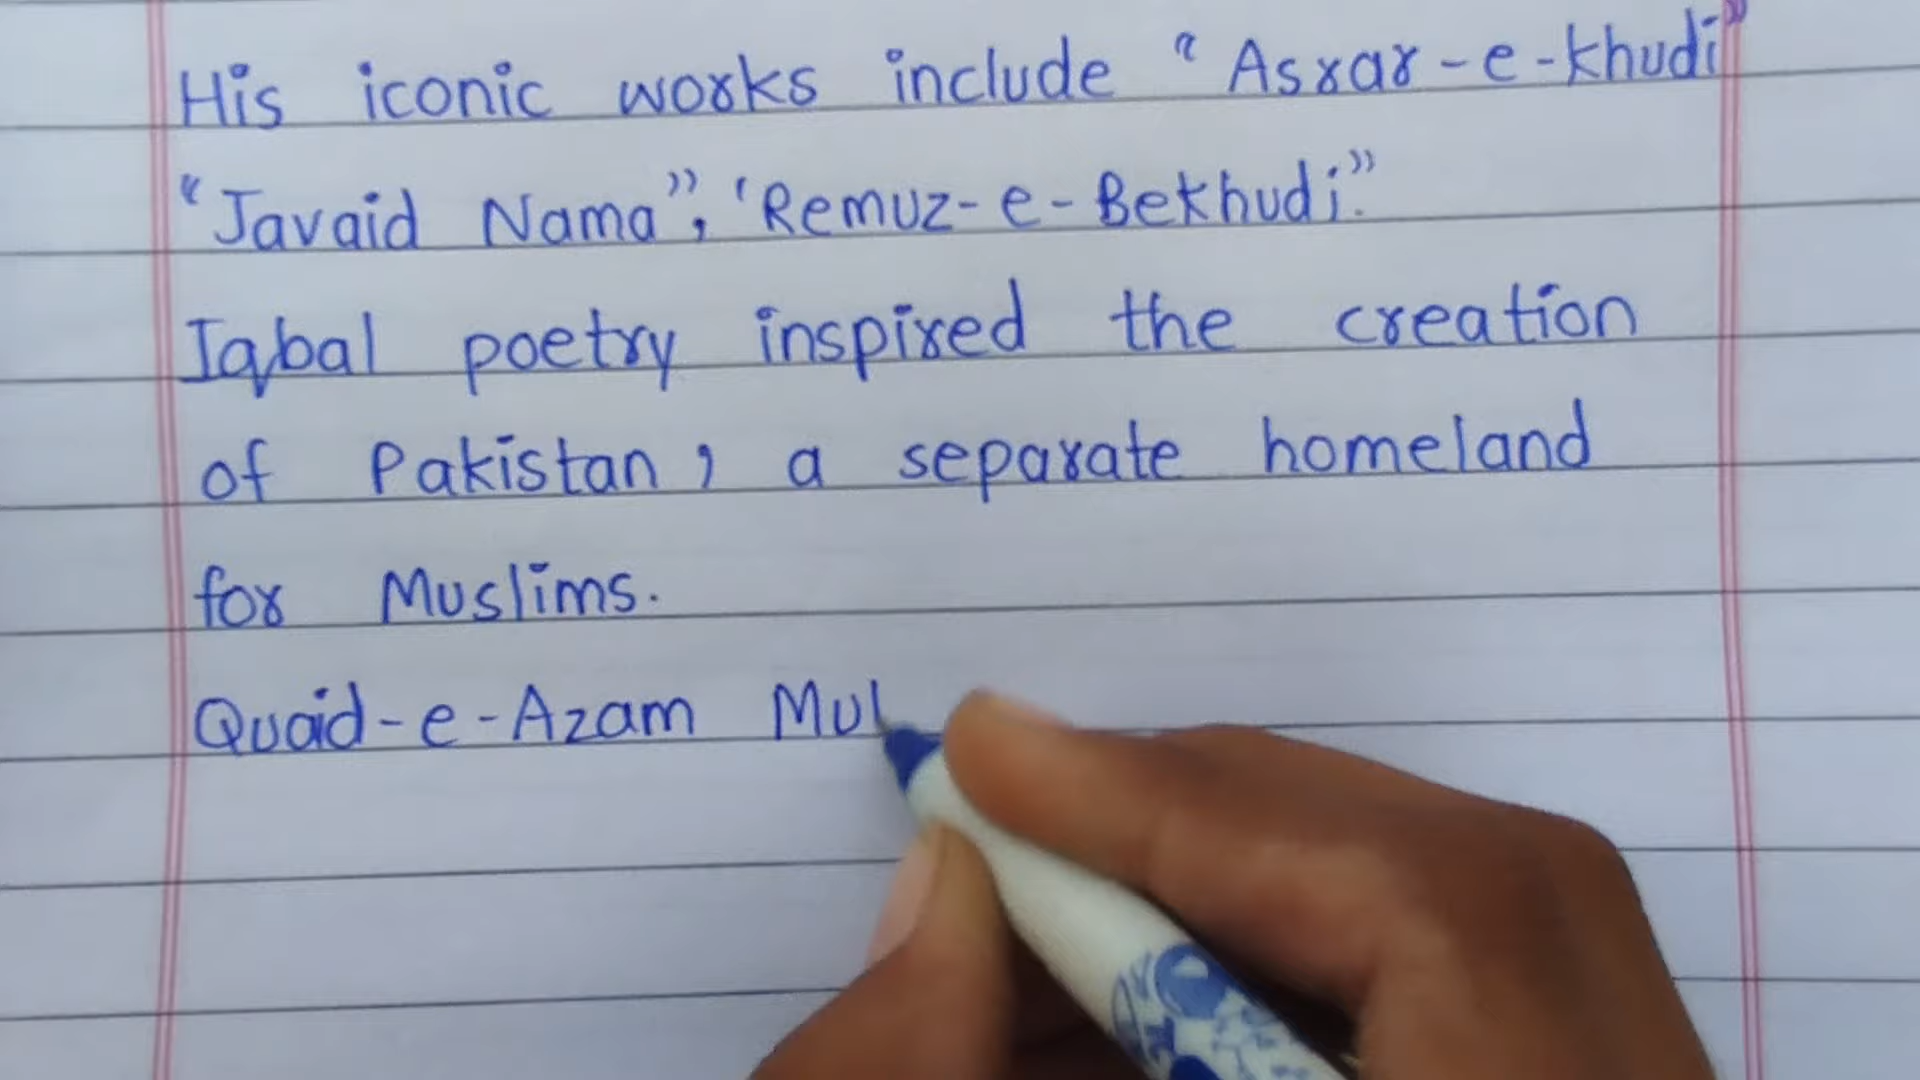 His iconic works include "Asrar-e-khudi"
"Javaid Nama", 'Remuz-e-Bekhudi."
Iqbal poetry inspired the creation
of Pakistan, a separate homeland
for Muslims.
Quaid-e-Azam